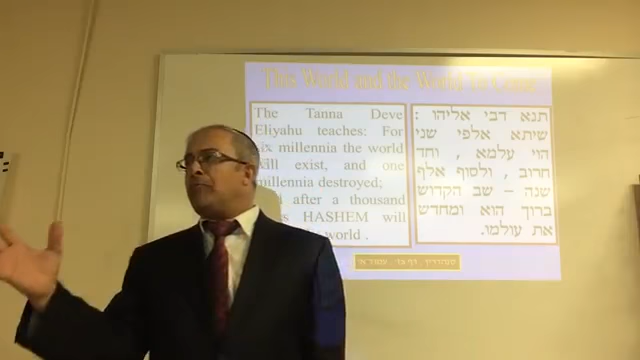 This World and the World to Come
The Tanna Deve
Eliyahu teaches: For
six millennia the world
will exist, and one
millennia destroyed;
after a thousand
HASHEM will
world .
תנא דבי אליהו :
שיתא אלפי שני
הוי עלמא , וחד
חרוב , ולסוף אלף
שנה – שב הקדוש
ברוך הוא ומחדש
את עולמו.